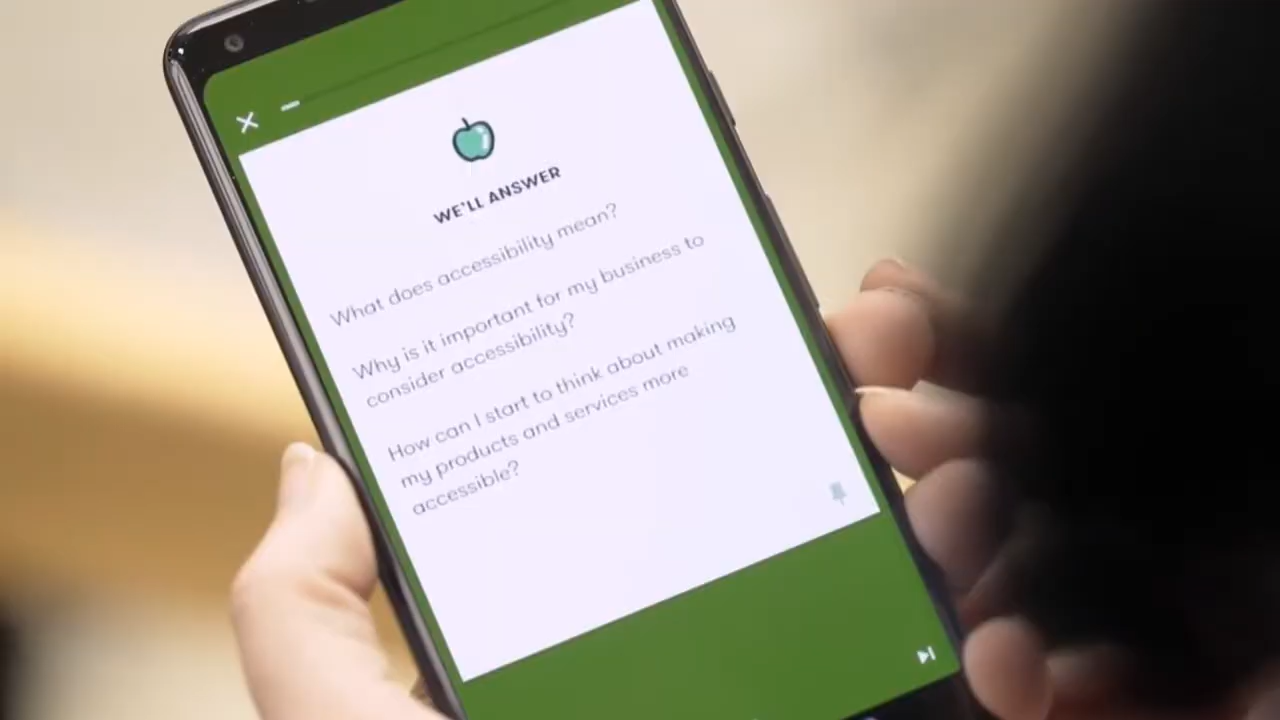 WE'LL ANSWER
What does accessibility mean?
Why is it important for my business to
consider accessibility?
How can I start to think about making
my products and services more
accessible?